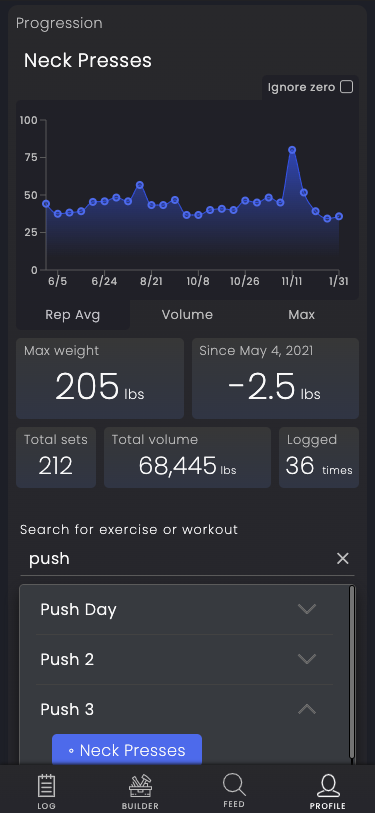 Progression
Neck Presses
Ignore zero
100
75
50
25
0
6/5 6/24 8/21 10/8 10/26 11/11 1/31
Rep Avg Volume Max
Max weight
205 lbs
Since May 4, 2021
-2.5 lbs
Total sets
212
Total volume
68,445 lbs
Logged
36 times
Search for exercise or workout
push
Push Day
Push 2
Push 3
Neck Presses
LOG BUILDER FEED PROFILE